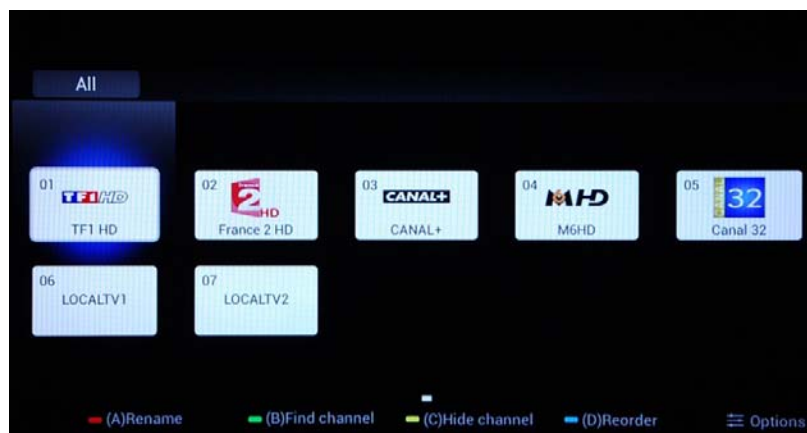 All
01
TF1 HD
TF1 HD
02
france
2
HD
France 2 HD
03
CANAL+
CANAL+
04
M HD
M6HD
05
32
Canal 32
06
LOCALTV1
07
LOCALTV2
(A)Rename
(B)Find channel
(C)Hide channel
(D)Reorder
Options